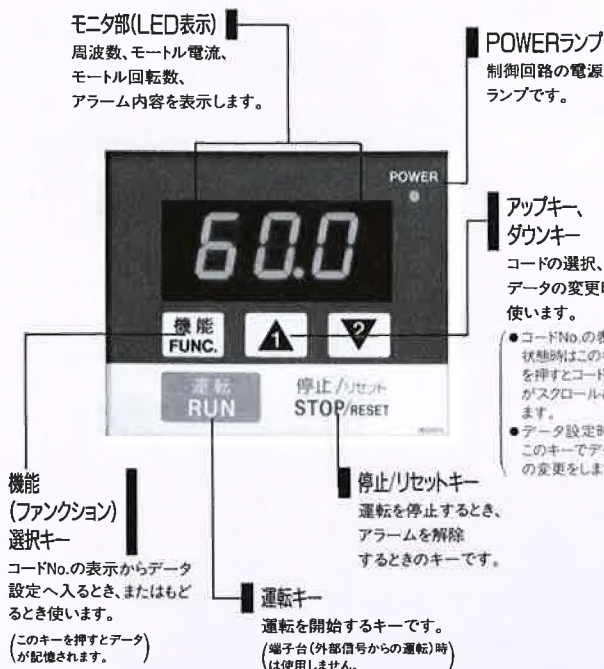 モニタ部(LED表示)
周波数、モートル電流、
モートル回転数、
アラーム内容を表示します。
POWERランプ
制御回路の電源
ランプです。
POWER
60.0
機能
FUNC.
1
2
運転
RUN
停止/リセット
STOP/RESET
アップキー、
ダウンキー
コードの選択、
データの変更時
使います。
●コードNo.の表
状態時はこのキ
を押すとコード
がスクロール
ます。
●データ設定時
このキーでデー
の変更をしま
機能
(ファンクション)
選択キー
コードNo.の表示からデータ
設定へ入るとき、またはもど
るとき使います。
(このキーを押すとデータ
が記憶されます。)
停止/リセットキー
運転を停止するとき、
アラームを解除
するときのキーです。
運転キー
運転を開始するキーです。
(端子台(外部信号からの運転)時
は使用しません。